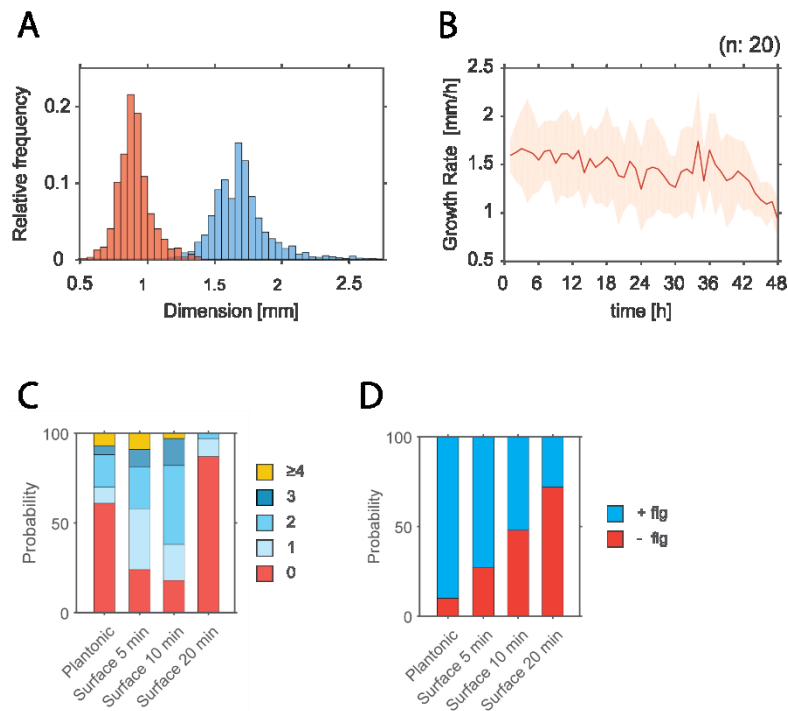 A
Relative frequency
0.2
0.1
0
0.5
1
1.5
2
2.5
Dimension [mm]
B
(n: 20)
Growth Rate [mm/h]
2.5
2
1.5
1
0.5
0
6
12
18
24
30
36
42
48
time [h]
C
Probability
100
50
0
Plantonic
Surface 5 min
Surface 10 min
Surface 20 min
≥4
3
2
1
0
D
Probability
100
50
0
Plantonic
Surface 5 min
Surface 10 min
Surface 20 min
+ flg
- flg